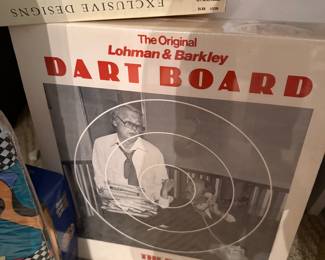 EXCLUSIVE DESIGNS
The Original
Lohman & Barkley
DART BOARD